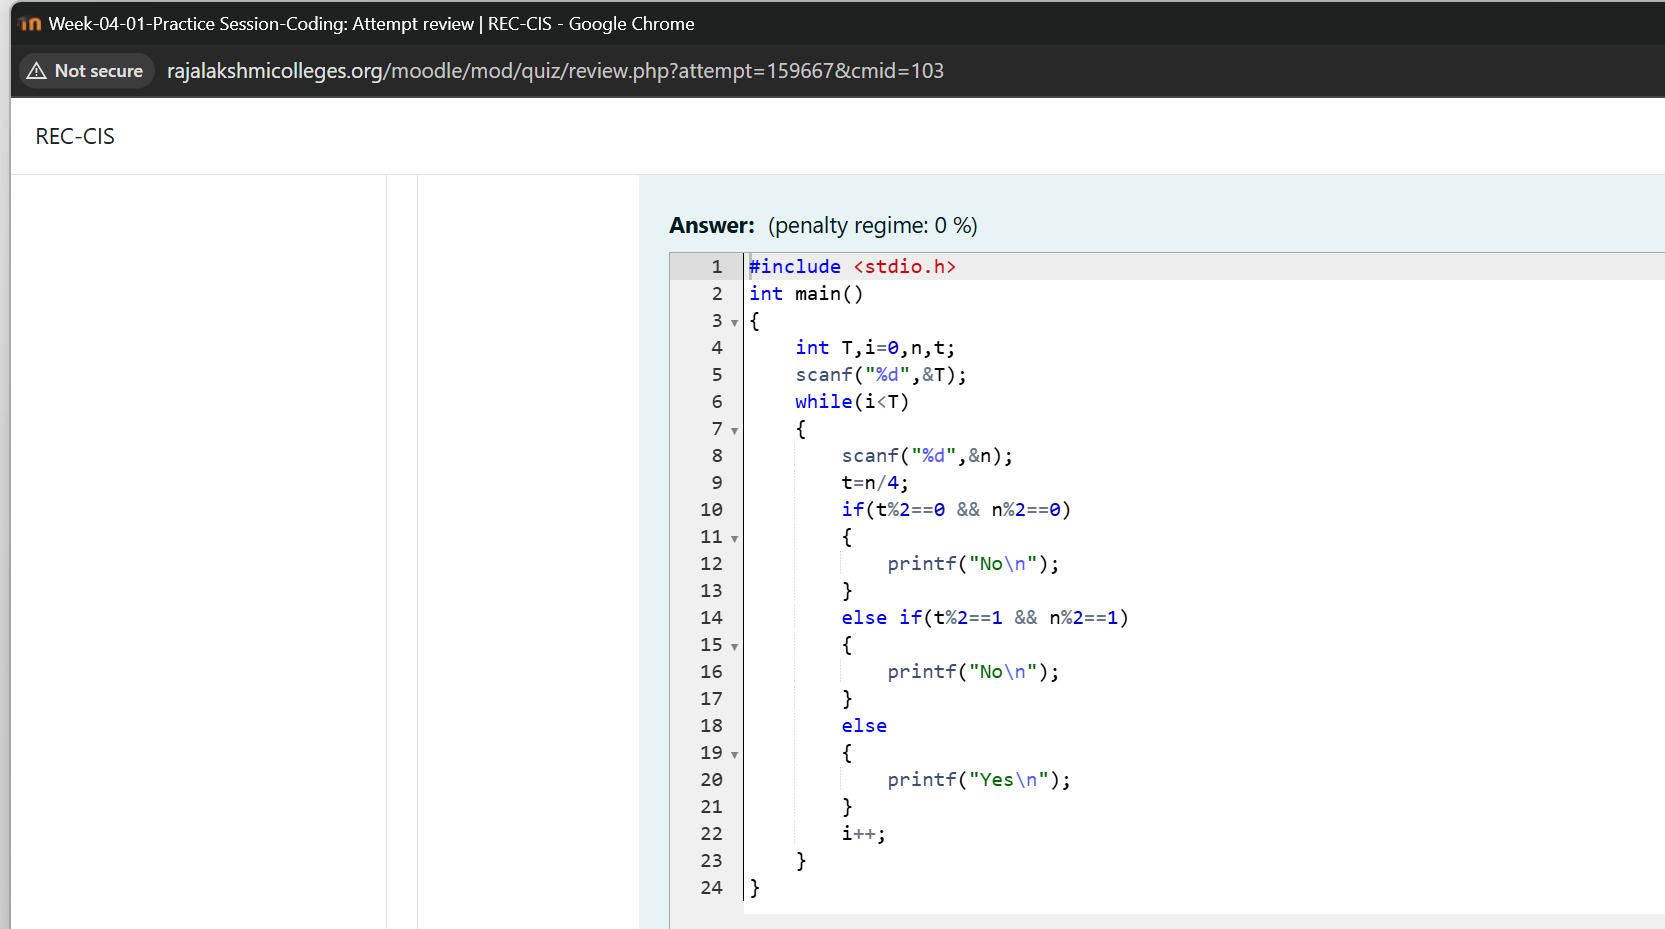 Week-04-01-Practice Session-Coding: Attempt review | REC-CIS - Google Chrome
Not secure rajalakshmicolleges.org/moodle/mod/quiz/review.php?attempt=159667&cmid=103
REC-CIS
Answer: (penalty regime: 0 %)
1 #include <stdio.h>
2 int main()
3 {
4     int T,i=0,n,t;
5     scanf("%d",&T);
6     while(i<T)
7     {
8         scanf("%d",&n);
9         t=n/4;
10         if(t%2==0 && n%2==0)
11         {
12             printf("No\n");
13         }
14         else if(t%2==1 && n%2==1)
15         {
16             printf("No\n");
17         }
18         else
19         {
20             printf("Yes\n");
21         }
22         i++;
23     }
24 }